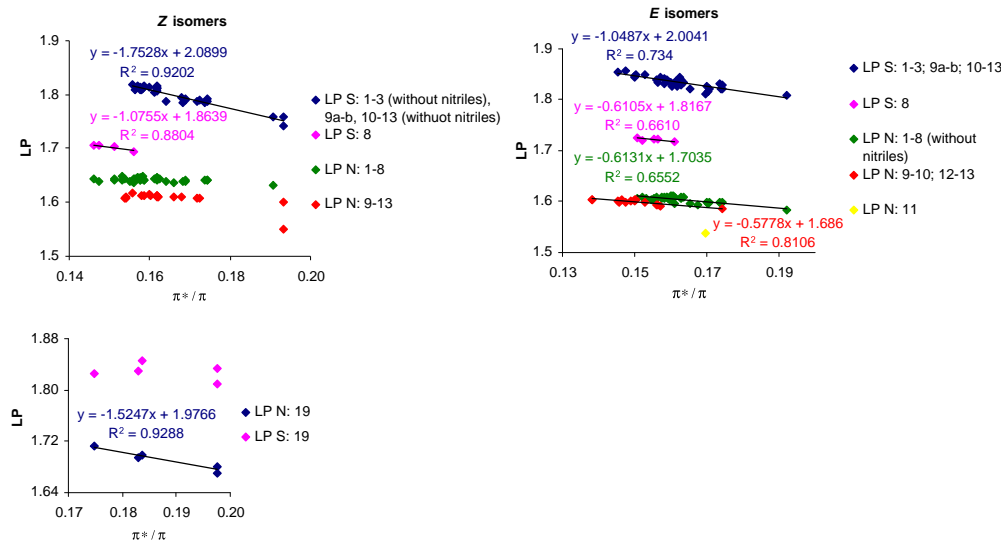 Z isomers
y = -1.7528x + 2.0899
R² = 0.9202
y = -1.0755x + 1.8639
R² = 0.8804
LP
1.9
1.8
1.7
1.6
1.5
0.14
0.16
0.18
0.20
π*/π
LP S: 1-3 (without nitriles),
9a-b, 10-13 (withuot nitriles)
LP S: 8
LP N: 1-8
LP N: 9-13
E isomers
y = -1.0487x + 2.0041
R² = 0.734
y = -0.6105x + 1.8167
R² = 0.6610
y = -0.6131x + 1.7035
R² = 0.6552
y = -0.5778x + 1.686
R² = 0.8106
LP
1.9
1.8
1.7
1.6
1.5
0.13
0.15
0.17
0.19
π*/π
LP S: 1-3; 9a-b; 10-13
LP S: 8
LP N: 1-8 (without
nitriles)
LP N: 9-10; 12-13
LP N: 11
LP
1.88
1.80
1.72
1.64
y = -1.5247x + 1.9766
R² = 0.9288
0.17
0.18
0.19
0.20
π*/π
LP N: 19
LP S: 19